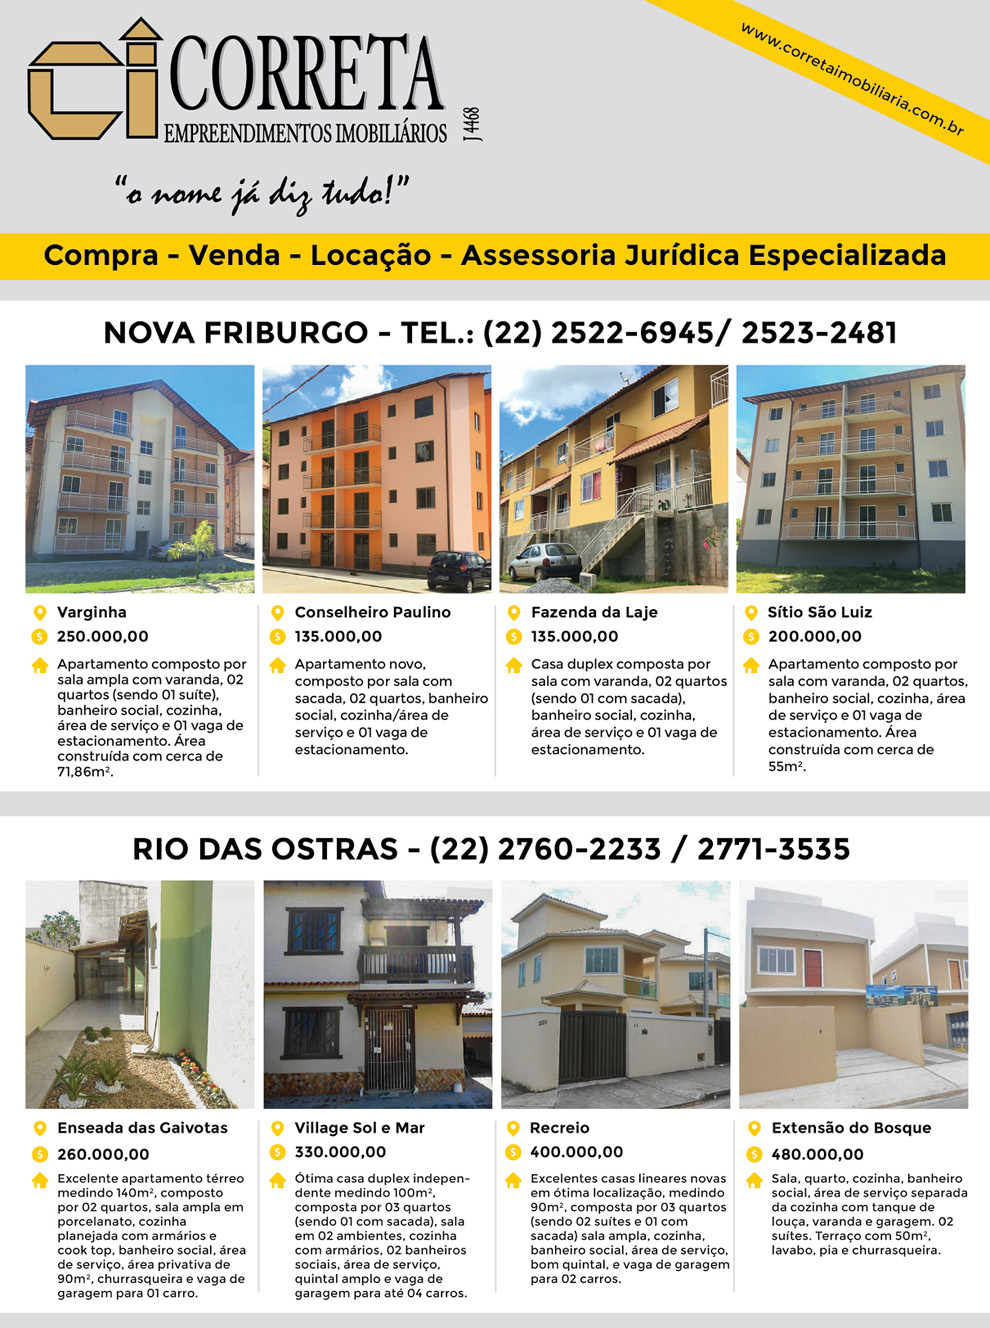 CORRETA
EMPREENDIMENTOS IMOBILIÁRIOS
J 4468
"o nome já diz tudo!"
www.corretaimobiliaria.com.br
Compra - Venda - Locação - Assessoria Jurídica Especializada
NOVA FRIBURGO - TEL.: (22) 2522-6945/ 2523-2481
Varginha
250.000,00
Apartamento composto por
sala ampla com varanda, 02
quartos (sendo 01 suíte),
banheiro social, cozinha,
área de serviço e 01 vaga de
estacionamento. Área
construída com cerca de
71,86m².
Conselheiro Paulino
135.000,00
Apartamento novo,
composto por sala com
sacada, 02 quartos, banheiro
social, cozinha/área de
serviço e 01 vaga de
estacionamento.
Fazenda da Laje
135.000,00
Casa duplex composta por
sala com varanda, 02 quartos
(sendo 01 com sacada),
banheiro social, cozinha,
área de serviço e 01 vaga de
estacionamento.
Sítio São Luiz
200.000,00
Apartamento composto por
sala com varanda, 02 quartos,
banheiro social, cozinha, área
de serviço e 01 vaga de
estacionamento. Área
construída com cerca de
55m².
RIO DAS OSTRAS - (22) 2760-2233 / 2771-3535
Enseada das Gaivotas
260.000,00
Excelente apartamento térreo
medindo 140m², composto
por 02 quartos, sala ampla em
porcelanato, cozinha
planejada com armários e
cook top, banheiro social, área
de serviço, área privativa de
90m², churrasqueira e vaga de
garagem para 01 carro.
Village Sol e Mar
330.000,00
Ótima casa duplex indepen-
dente medindo 100m²,
composta por 03 quartos
(sendo 01 com sacada), sala
em 02 ambientes, cozinha
com armários, 02 banheiros
sociais, área de serviço,
quintal amplo e vaga de
garagem para até 04 carros.
Recreio
400.000,00
Excelentes casas lineares novas
em ótima localização, medindo
90m², composta por 03 quartos
(sendo 02 suítes e 01 com
sacada) sala ampla, cozinha,
banheiro social, área de serviço,
bom quintal, e vaga de garagem
para 02 carros.
Extensão do Bosque
480.000,00
Sala, quarto, cozinha, banheiro
social, área de serviço separada
da cozinha com tanque de
louça, varanda e garagem. 02
suítes. Terraço com 50m²,
lavabo, pia e churrasqueira.